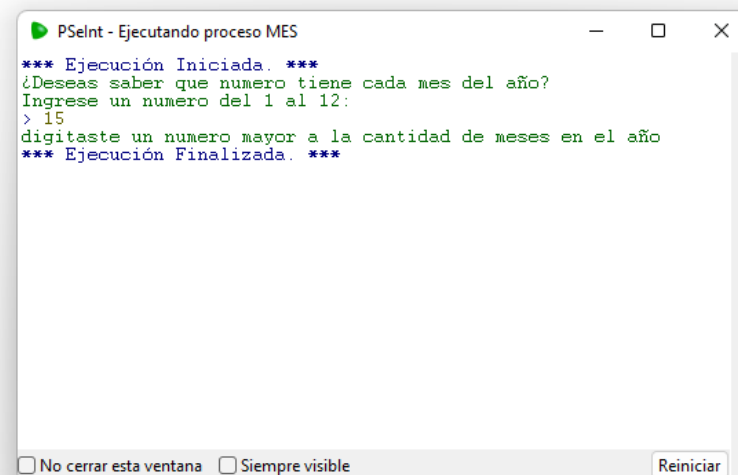 PSeInt - Ejecutando proceso MES
*** Ejecución Iniciada. ***
¿Deseas saber que numero tiene cada mes del año?
Ingrese un numero del 1 al 12:
> 15
digitaste un numero mayor a la cantidad de meses en el año
*** Ejecución Finalizada. ***
No cerrar esta ventana Siempre visible Reiniciar